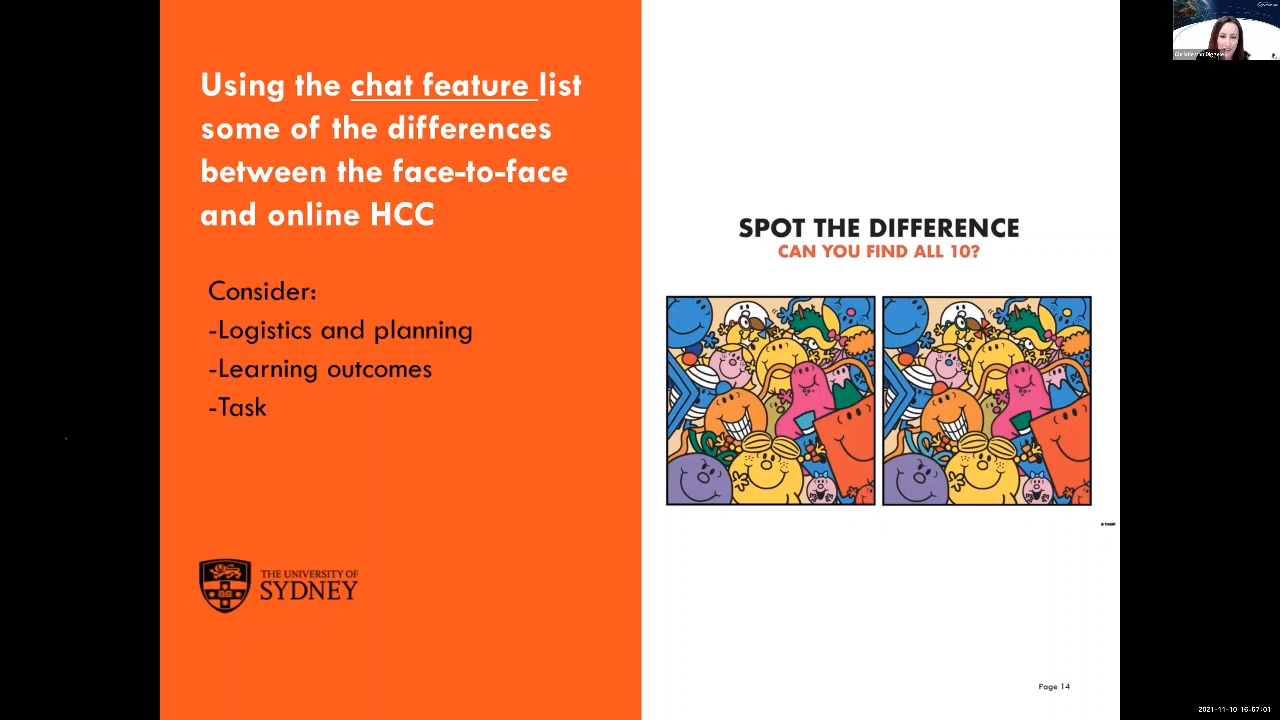 Using the chat feature list
some of the differences
between the face-to-face
and online HCC
Consider:
-Logistics and planning
-Learning outcomes
-Task
THE UNIVERSITY OF
SYDNEY
SPOT THE DIFFERENCE
CAN YOU FIND ALL 10?
Page 14
2021-11-10 16:57:01